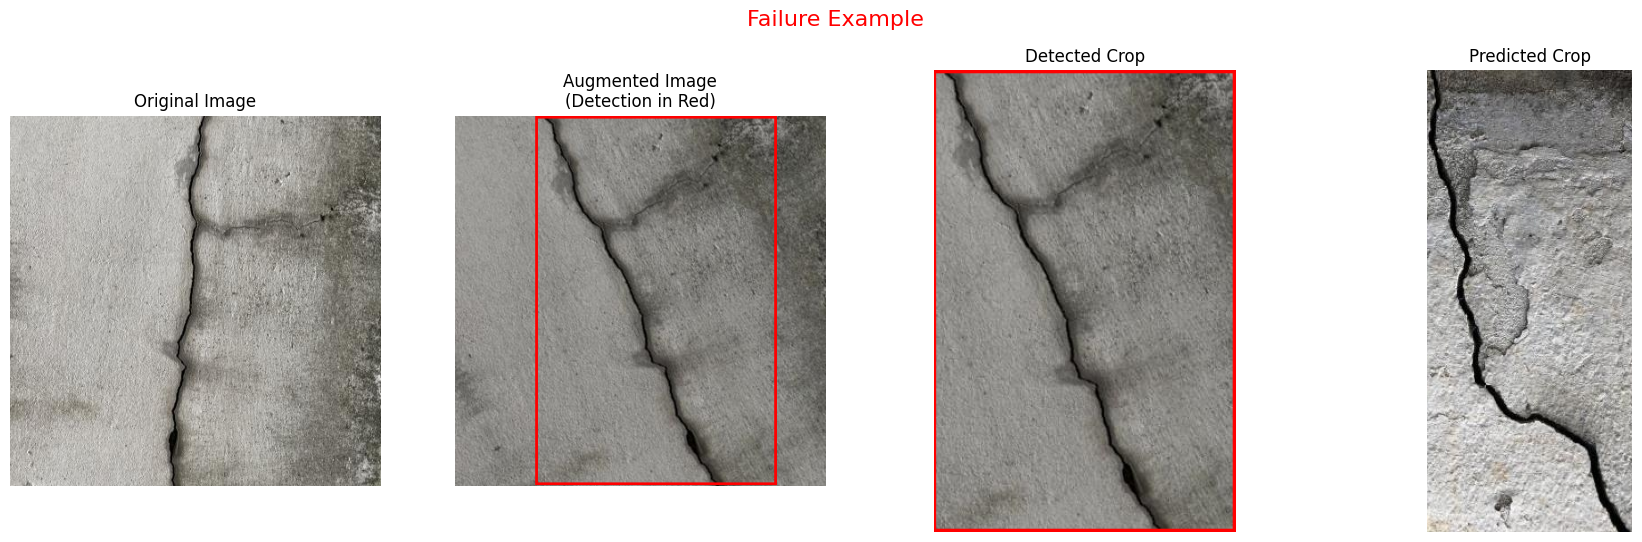 Failure Example
Original Image
Augmented Image
(Detection in Red)
Detected Crop
Predicted Crop